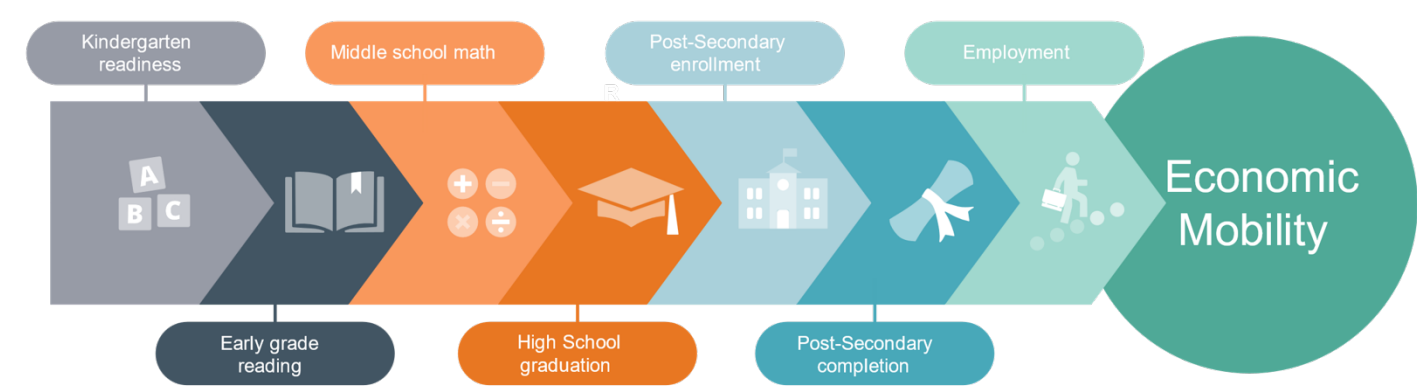 Kindergarten
readiness
Middle school math
Post-Secondary
enrollment
Employment
R
A
B
C
Economic
Mobility
Early grade
reading
High School
graduation
Post-Secondary
completion